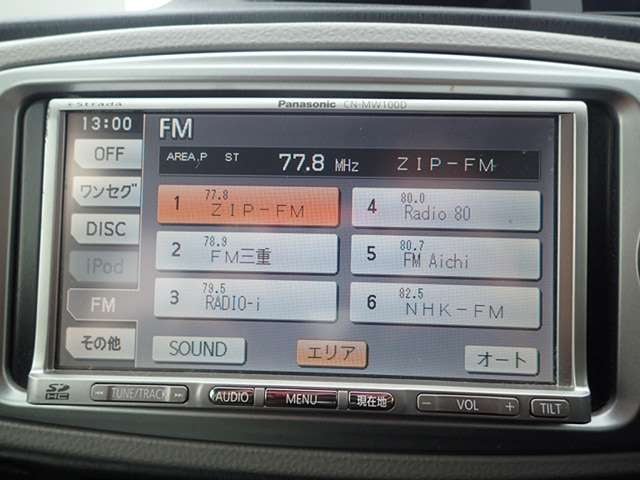 strada Panasonic CN-MW100D
13:00 FM
OFF
AREA.P ST 77.8 MHz ZIP-FM
ワンセグ
DISC
iPod
FM
その他
1 77.8 ZIP-FM
2 78.9 FM三重
3 79.5 RADIO-i
4 80.0 Radio 80
5 80.7 FM Aichi
6 82.5 NHK-FM
SOUND エリア オート
SD HC TUNE/TRACK AUDIO MENU 現在地 - VOL + TILT